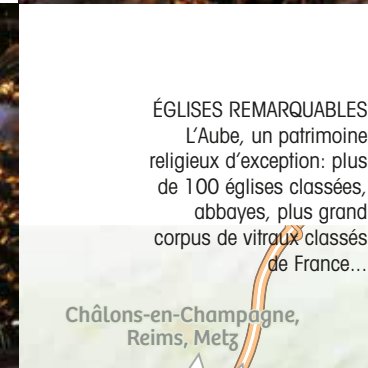 ÉGLISES REMARQUABLES
L’Aube, un patrimoine
religieux d’exception: plus
de 100 églises classées,
abbayes, plus grand
corpus de vitraux classés
de France...
Châlons-en-Champagne,
Reims, Metz